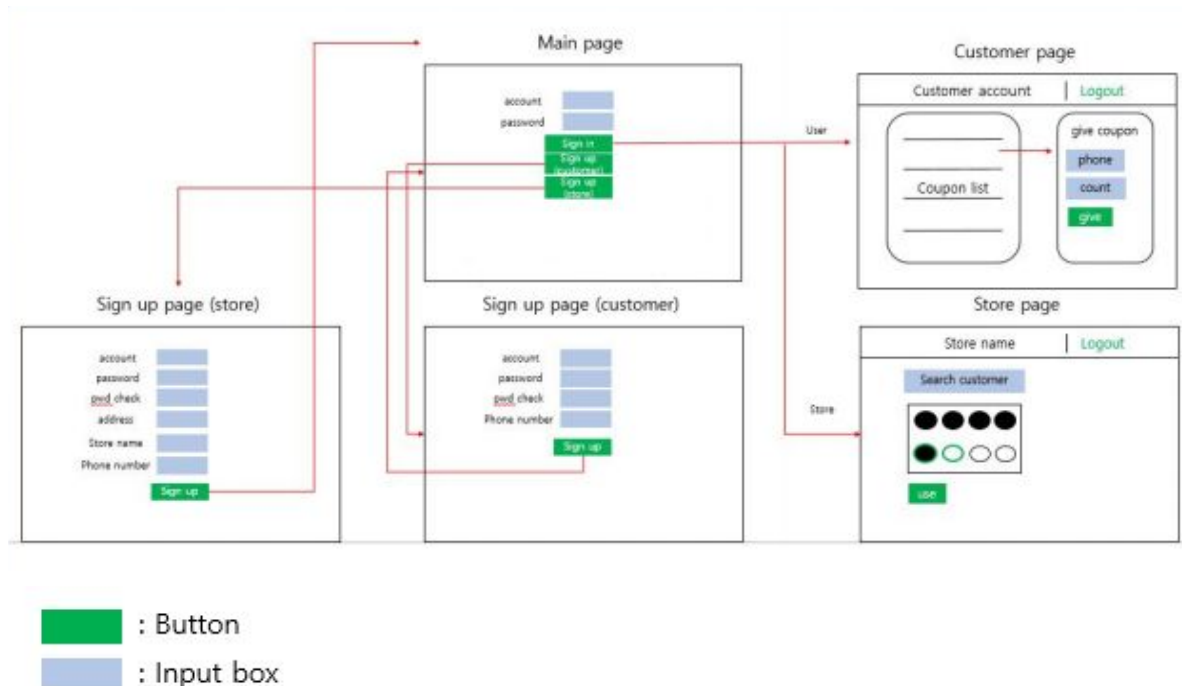 Main page
account
password
Sign in
Sign up
(customer)
Sign up
(store)
User
Store
Customer page
Customer account
Logout
Coupon list
give coupon
phone
count
give
Sign up page (store)
account
password
pwd check
address
Store name
Phone number
Sign up
Sign up page (customer)
account
password
pwd check
Phone number
Sign up
Store page
Store name
Logout
Search customer
use
: Button
: Input box